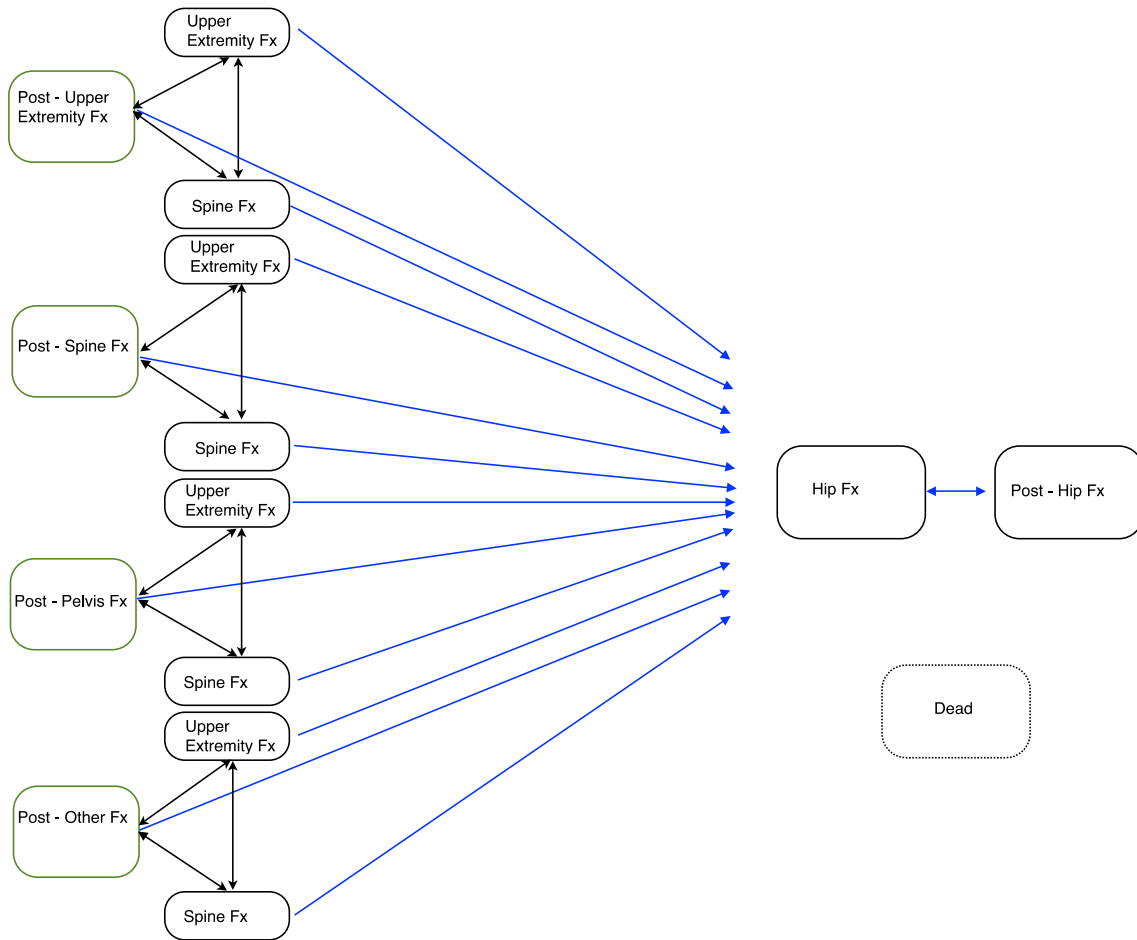 Upper
Extremity Fx
Post - Upper
Extremity Fx
Spine Fx
Upper
Extremity Fx
Post - Spine Fx
Spine Fx
Upper
Extremity Fx
Hip Fx
Post - Hip Fx
Post - Pelvis Fx
Spine Fx
Upper
Extremity Fx
Dead
Post - Other Fx
Spine Fx